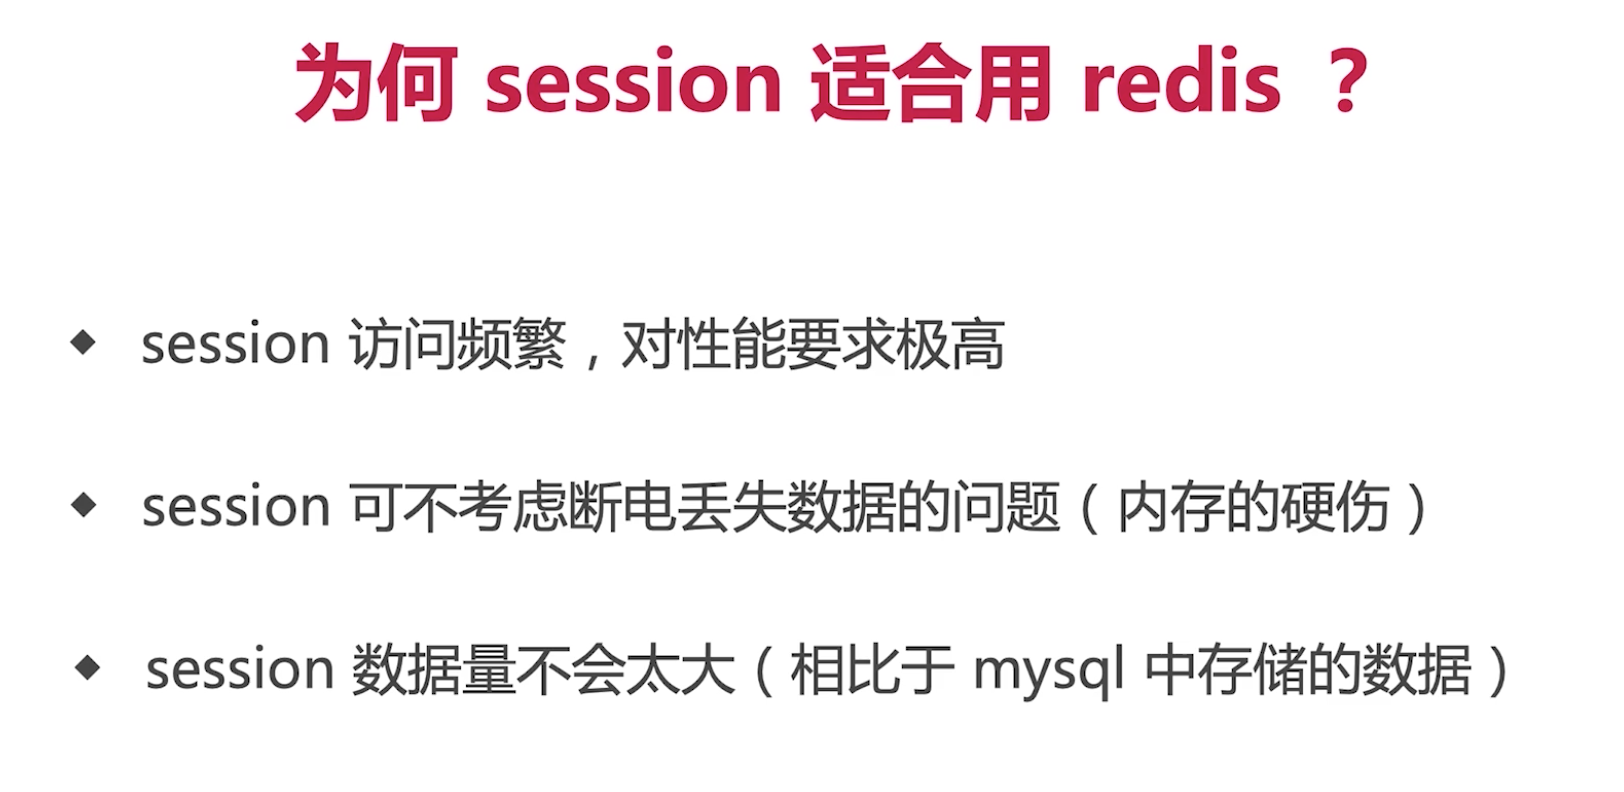 为何 session 适合用 redis ？
◆ session 访问频繁，对性能要求极高
◆ session 可不考虑断电丢失数据的问题（内存的硬伤）
◆ session 数据量不会太大（相比于 mysql 中存储的数据）